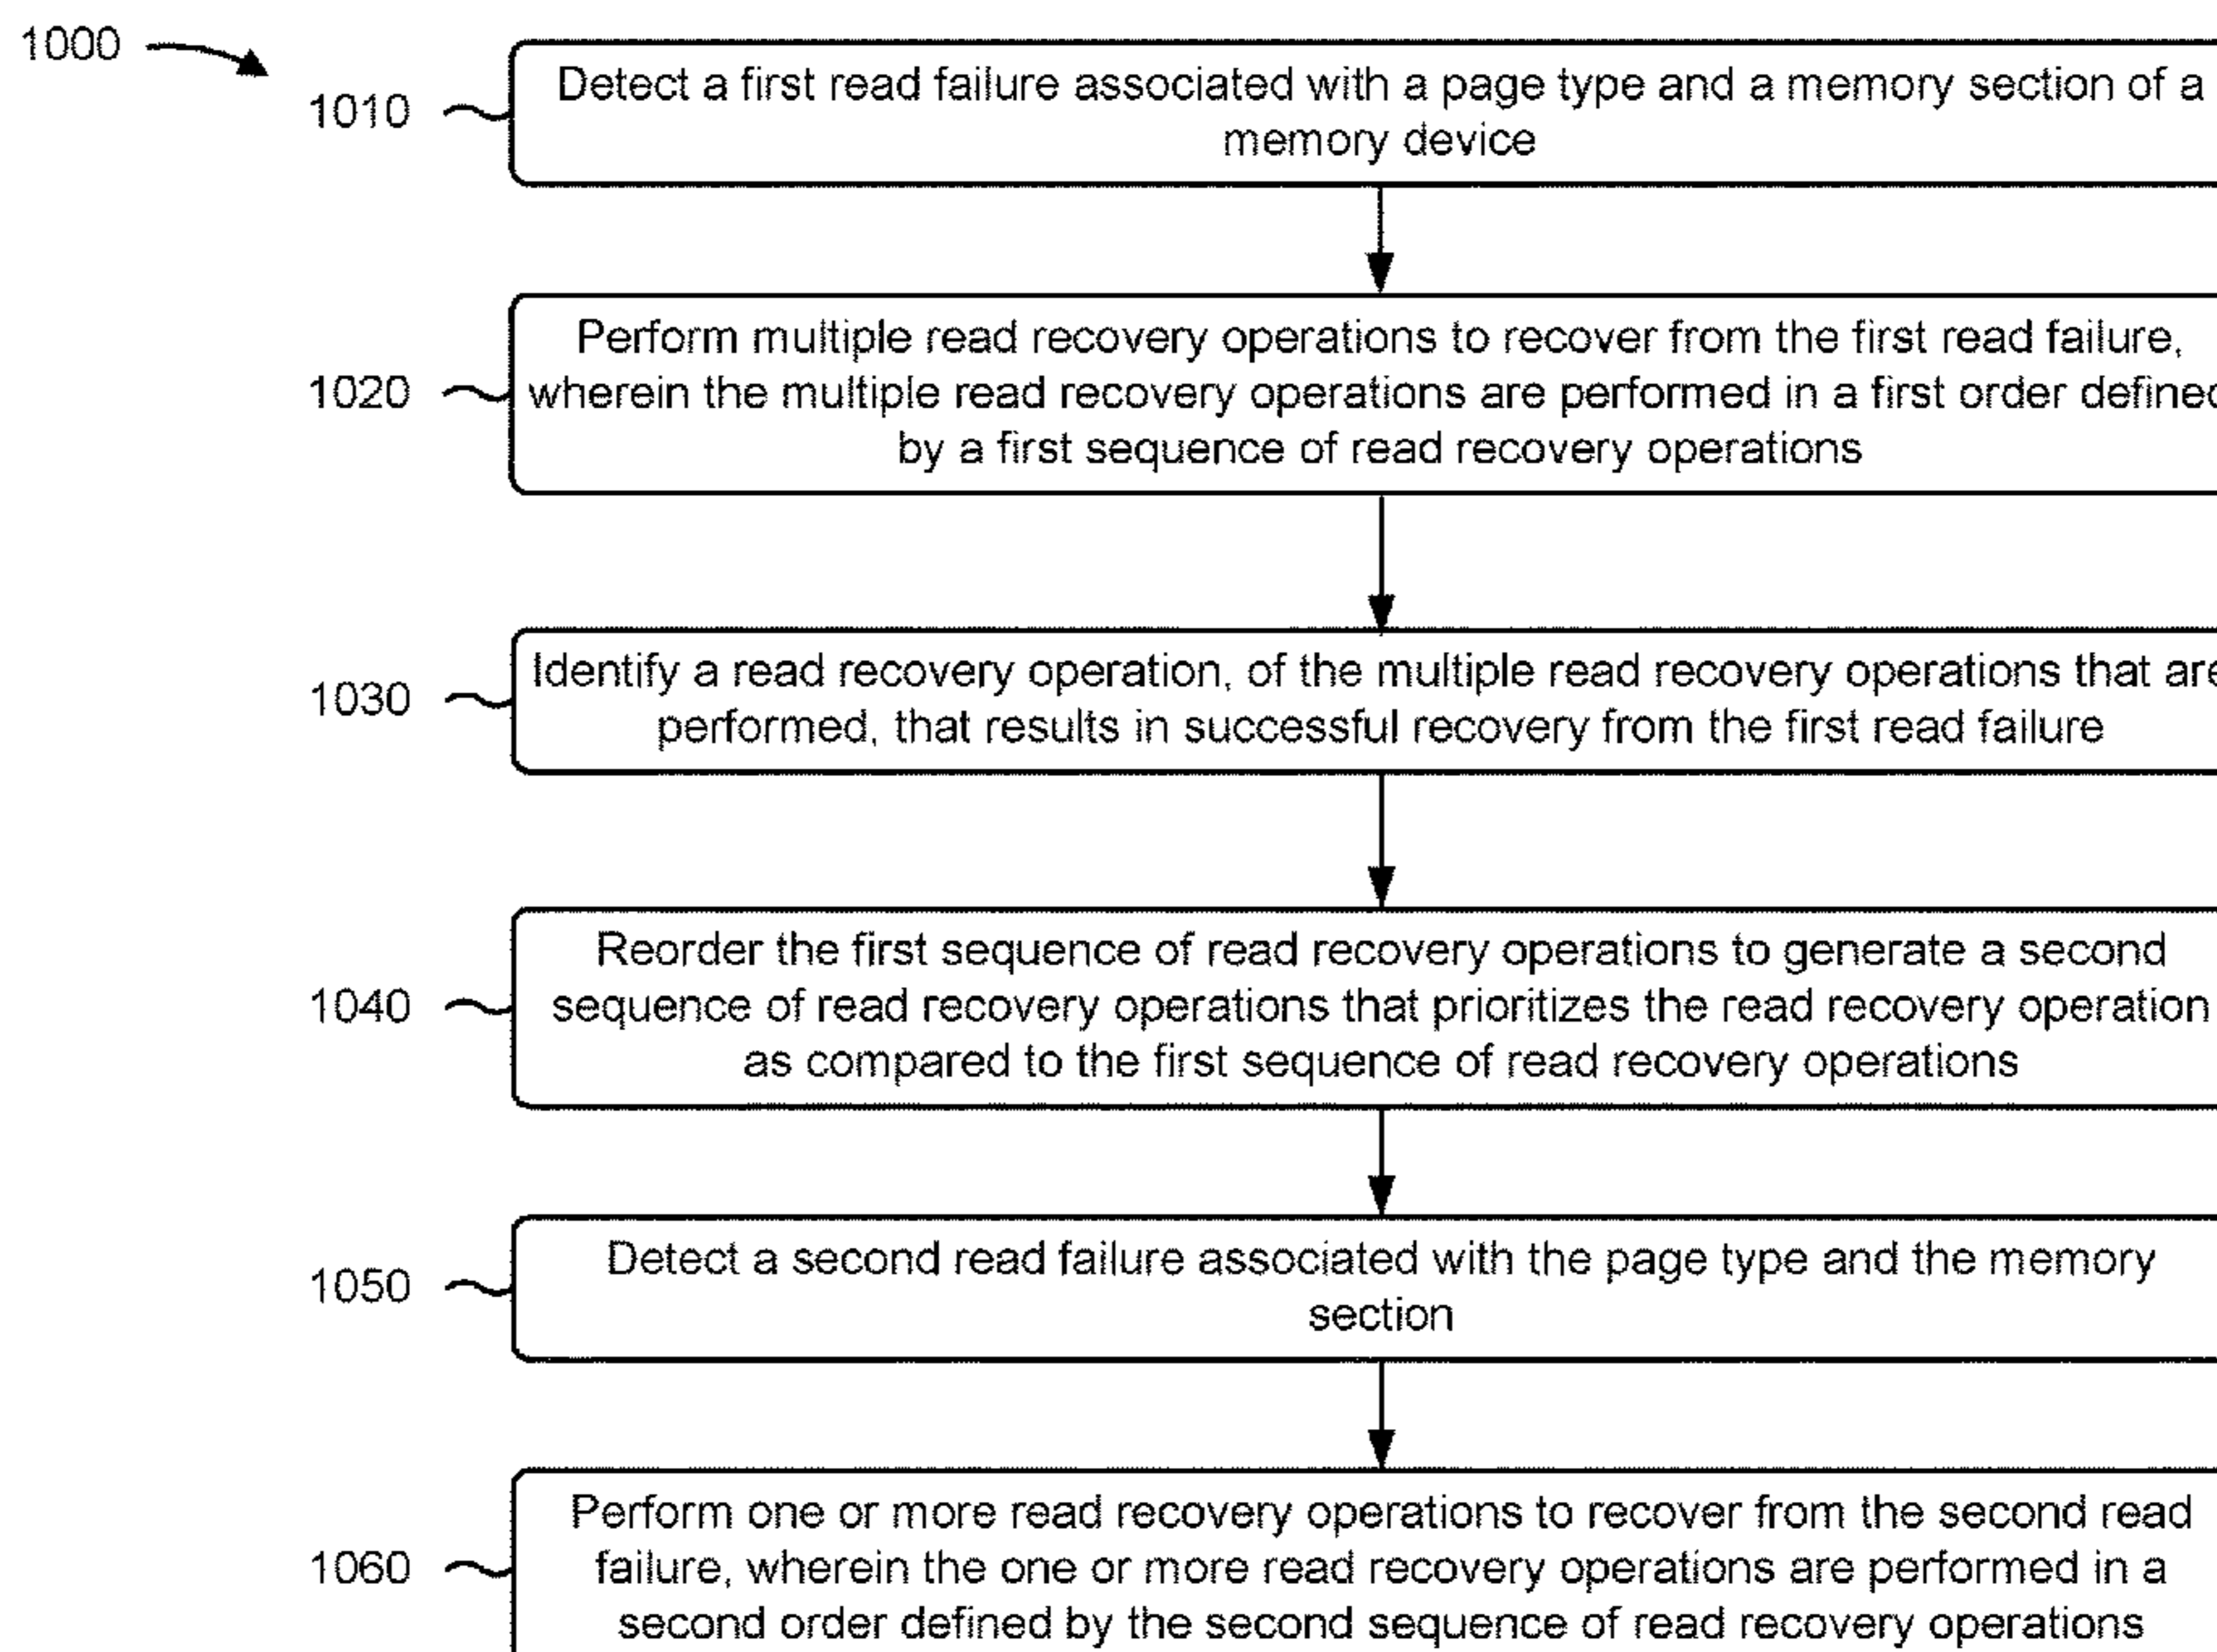 1000
1010
Detect a first read failure associated with a page type and a memory section of a
memory device
1020
Perform multiple read recovery operations to recover from the first read failure,
wherein the multiple read recovery operations are performed in a first order defined
by a first sequence of read recovery operations
1030
Identify a read recovery operation, of the multiple read recovery operations that are
performed, that results in successful recovery from the first read failure
1040
Reorder the first sequence of read recovery operations to generate a second
sequence of read recovery operations that prioritizes the read recovery operation
as compared to the first sequence of read recovery operations
1050
Detect a second read failure associated with the page type and the memory
section
1060
Perform one or more read recovery operations to recover from the second read
failure, wherein the one or more read recovery operations are performed in a
second order defined by the second sequence of read recovery operations